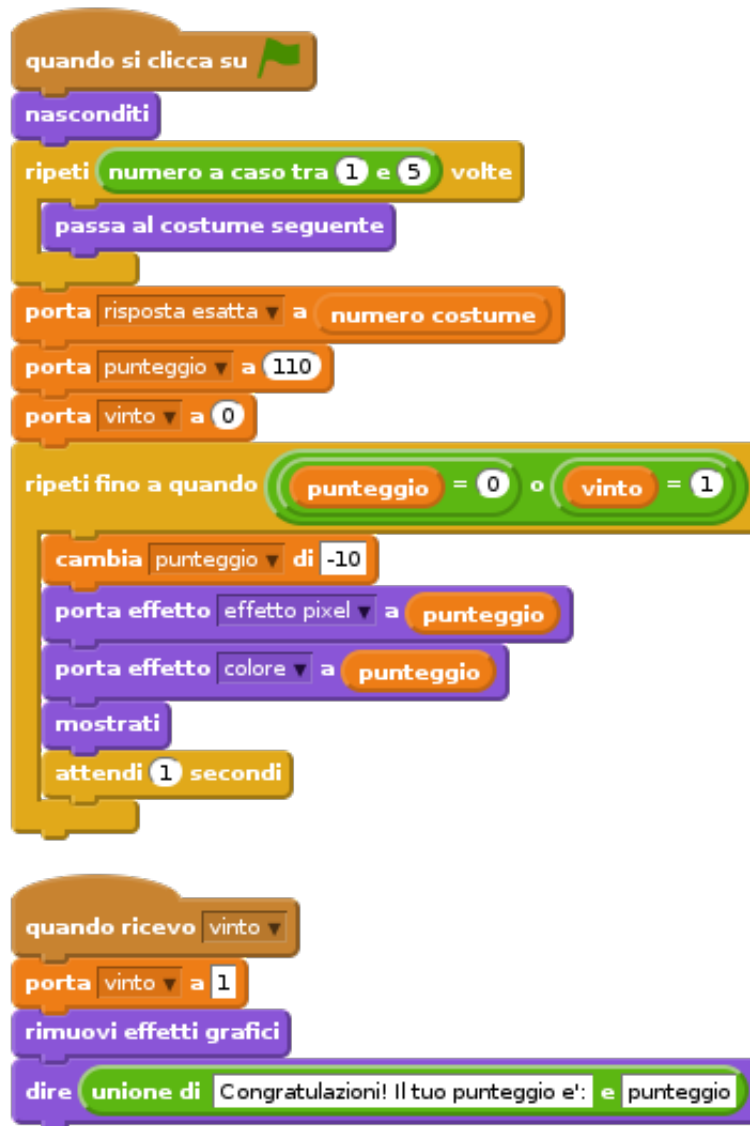 quando si clicca su
nasconditi
ripeti numero a caso tra 1 e 5 volte
passa al costume seguente
porta risposta esatta a numero costume
porta punteggio a 110
porta vinto a 0
ripeti fino a quando punteggio = 0 o vinto = 1
cambia punteggio di -10
porta effetto effetto pixel a punteggio
porta effetto colore a punteggio
mostrati
attendi 1 secondi
quando ricevo vinto
porta vinto a 1
rimuovi effetti grafici
dire unione di Congratulazioni! Il tuo punteggio e': e punteggio